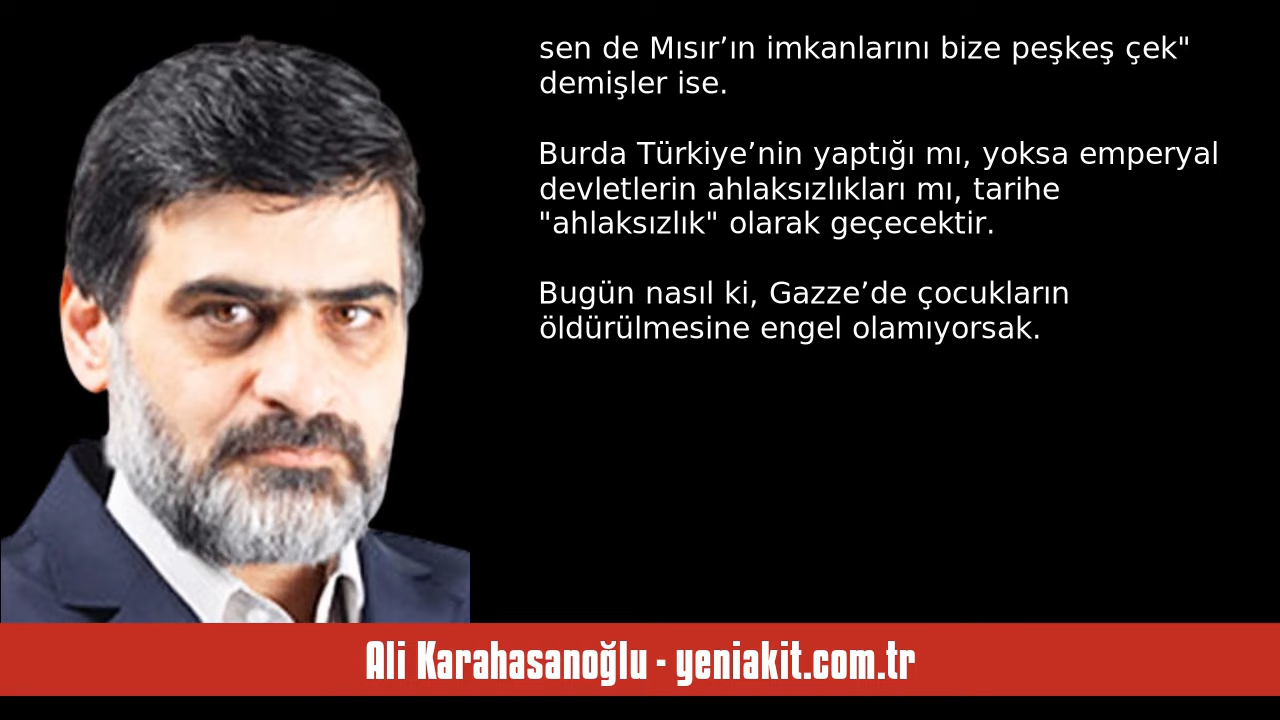 sen de Mısır’ın imkanlarını bize peşkeş çek"
demişler ise.
Burda Türkiye’nin yaptığı mı, yoksa emperyal
devletlerin ahlaksızlıkları mı, tarihe
"ahlaksızlık" olarak geçecektir.
Bugün nasıl ki, Gazze’de çocukların
öldürülmesine engel olamıyorsak.
Ali Karahasanoğlu - yeniakit.com.tr